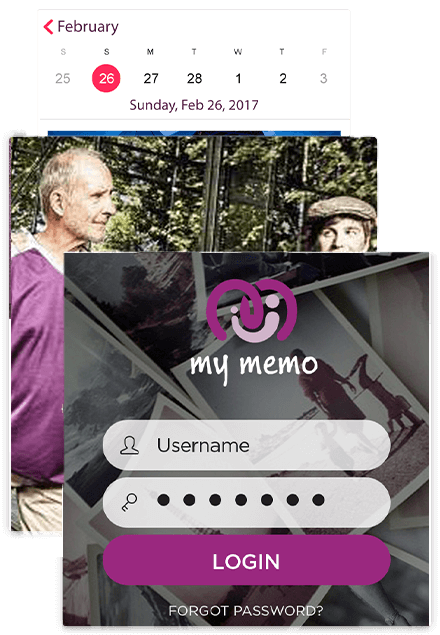 February
S S M T W T F
25 26 27 28 1 2 3
Sunday, Feb 26, 2017
my memo
Username
LOGIN
FORGOT PASSWORD?